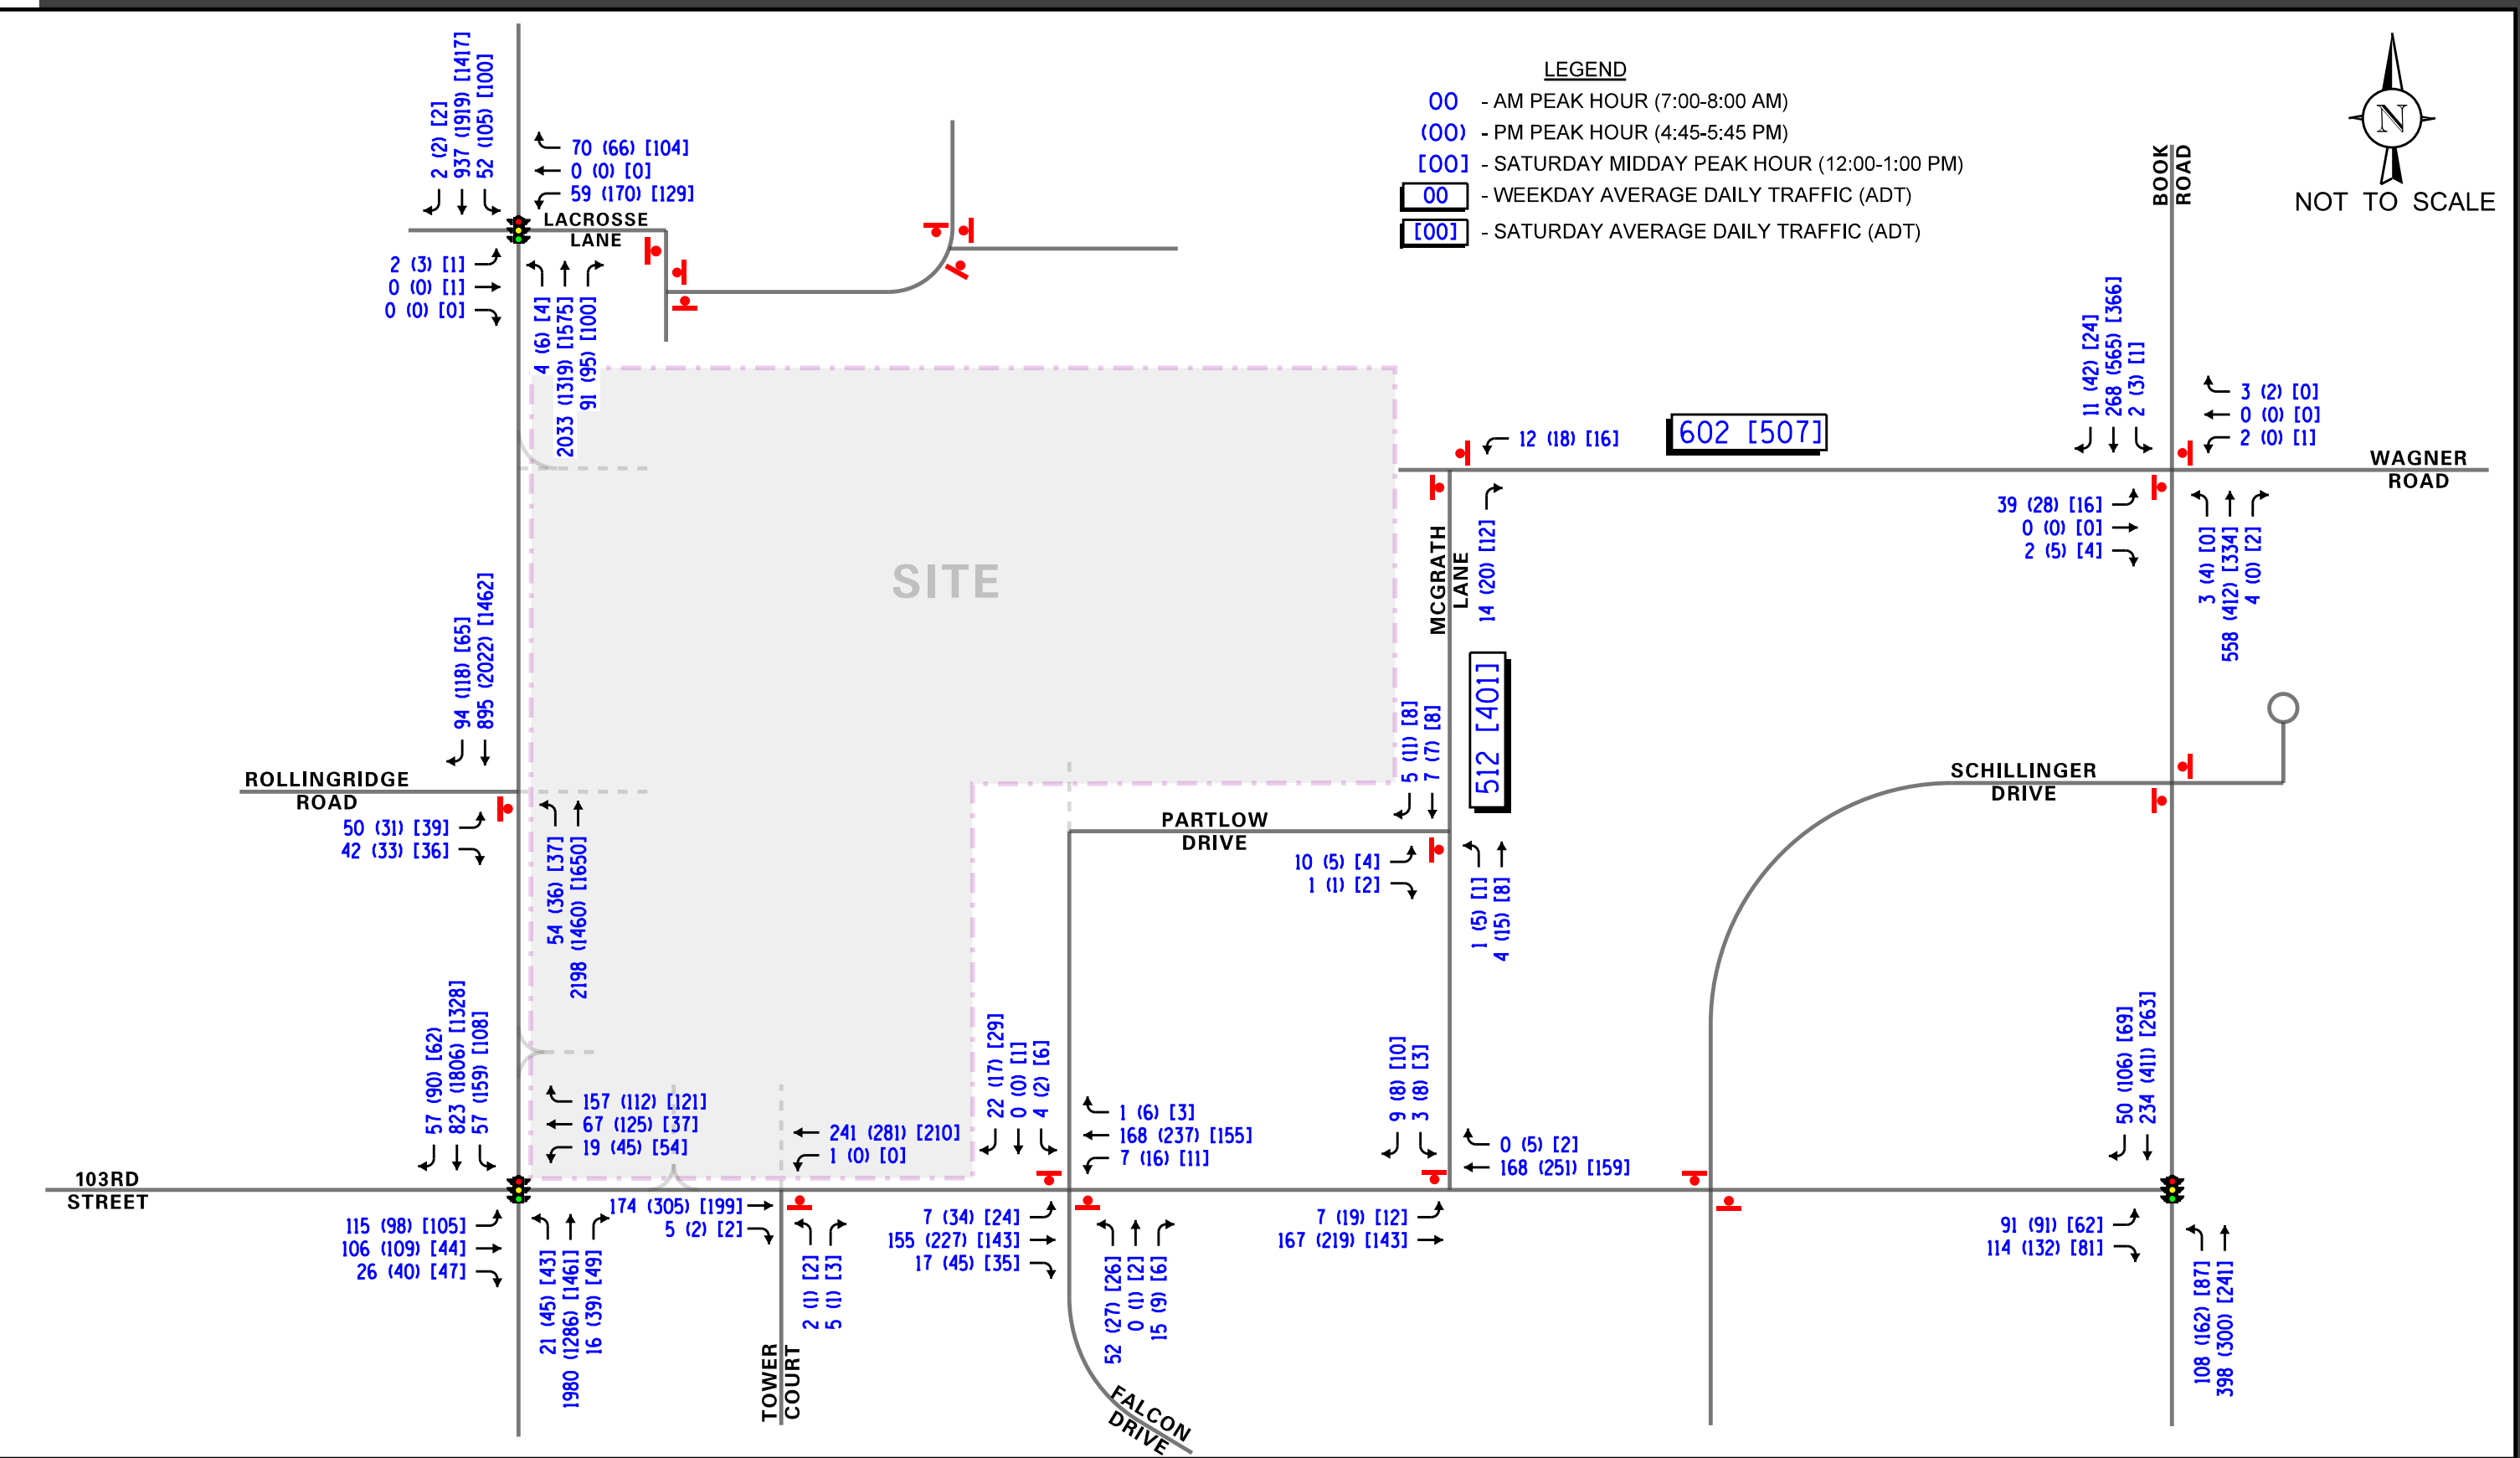 LEGEND
00 - AM PEAK HOUR (7:00-8:00 AM)
(00) - PM PEAK HOUR (4:45-5:45 PM)
[00] - SATURDAY MIDDAY PEAK HOUR (12:00-1:00 PM)
00 - WEEKDAY AVERAGE DAILY TRAFFIC (ADT)
[00] - SATURDAY AVERAGE DAILY TRAFFIC (ADT)
N
NOT TO SCALE
2 (2) [2]
937 (1919) [1417]
52 (105) [100]
70 (66) [104]
0 (0) [0]
59 (170) [129]
LACROSSE
LANE
2 (3) [1]
0 (0) [1]
0 (0) [0]
4 (6) [4]
2033 (1319) [1575]
91 (95) [100]
BOOK
ROAD
11 (42) [24]
268 (565) [366]
2 (3) [1]
3 (2) [0]
0 (0) [0]
2 (0) [1]
WAGNER
ROAD
39 (28) [16]
0 (0) [0]
2 (5) [4]
3 (4) [0]
558 (412) [334]
4 (0) [2]
12 (18) [16]
602 [507]
MCGRATH
LANE
14 (20) [12]
SITE
512 [401]
94 (118) [65]
895 (2022) [1462]
ROLLINGRIDGE
ROAD
50 (31) [39]
42 (33) [36]
54 (36) [37]
2198 (1460) [1650]
5 (11) [8]
7 (7) [8]
PARTLOW
DRIVE
10 (5) [4]
1 (1) [2]
1 (5) [1]
4 (15) [8]
SCHILLINGER
DRIVE
57 (90) [62]
823 (1806) [1328]
57 (159) [108]
157 (112) [121]
67 (125) [37]
19 (45) [54]
103RD
STREET
115 (98) [105]
106 (109) [44]
26 (40) [47]
21 (45) [43]
1980 (1286) [1461]
16 (39) [49]
241 (281) [210]
1 (0) [0]
174 (305) [199]
5 (2) [2]
2 (1) [2]
5 (1) [3]
TOWER
COURT
22 (17) [29]
0 (0) [1]
4 (2) [6]
1 (6) [3]
168 (237) [155]
7 (16) [11]
7 (34) [24]
155 (227) [143]
17 (45) [35]
52 (27) [26]
0 (1) [2]
15 (9) [6]
FALCON
DRIVE
9 (8) [10]
3 (8) [3]
0 (5) [2]
168 (251) [159]
7 (19) [12]
167 (219) [143]
50 (106) [69]
234 (411) [263]
91 (91) [62]
114 (132) [81]
108 (162) [87]
398 (300) [241]